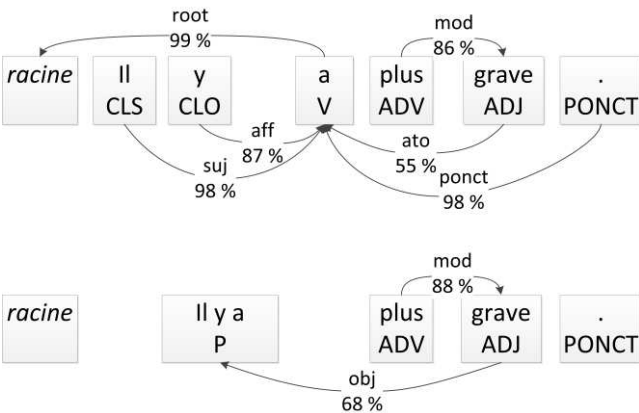 root mod
99 % 86 %
racine Il y a plus grave .
CLS CLO V ADV ADJ PONCT
aff ato
87 % 55 %
suj ponct
98 % 98 %
mod
88 %
racine Il y a plus grave .
P ADV ADJ PONCT
obj
68 %